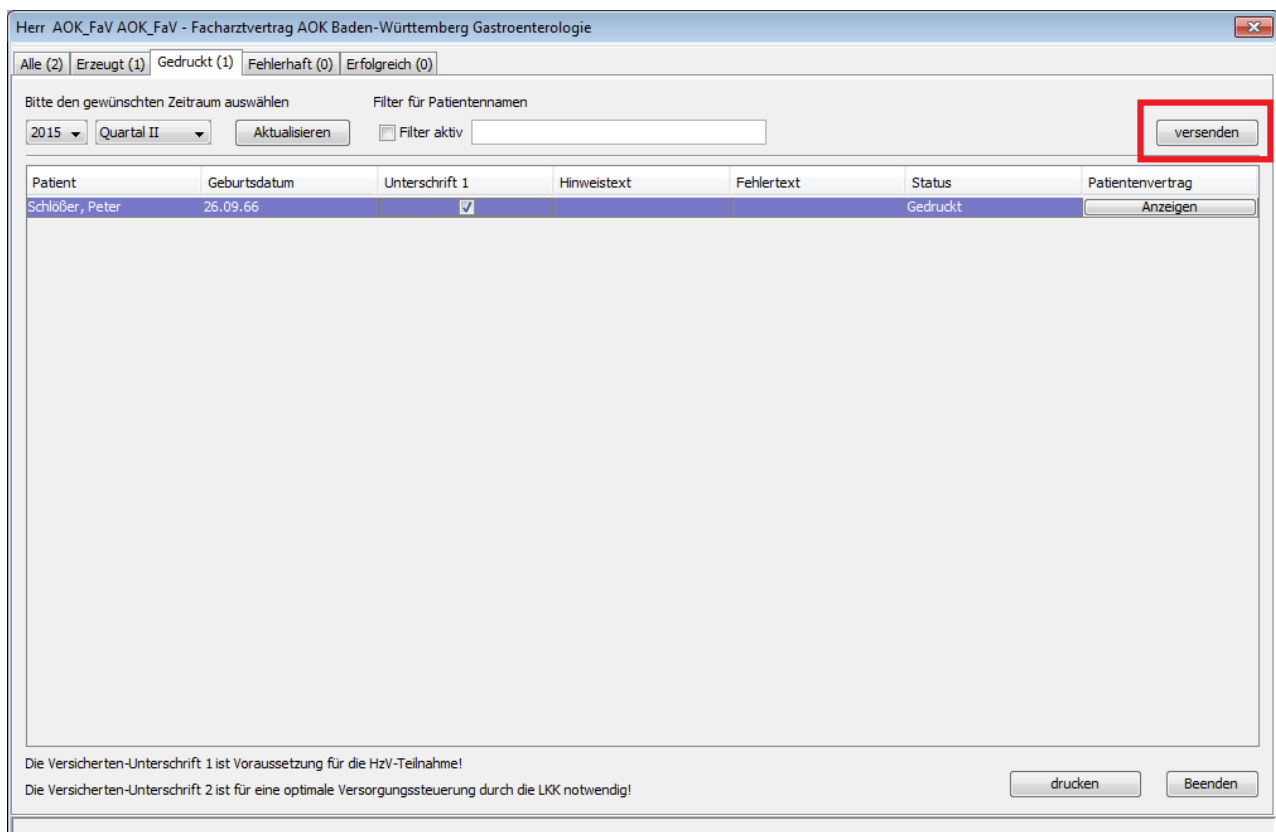 Herr AOK_FaV AOK_FaV - Facharztvertrag AOK Baden-Württemberg Gastroenterologie
Alle (2) Erzeugt (1) Gedruckt (1) Fehlerhaft (0) Erfolgreich (0)
Bitte den gewünschten Zeitraum auswählen Filter für Patientennamen
2015 Quartal II Aktualisieren Filter aktiv versenden
Patient Geburtsdatum Unterschrift 1 Hinweistext Fehlertext Status Patientenvertrag
Schlößer, Peter 26.09.66 Gedruckt Anzeigen
Die Versicherten-Unterschrift 1 ist Voraussetzung für die HzV-Teilnahme!
Die Versicherten-Unterschrift 2 ist für eine optimale Versorgungssteuerung durch die LKK notwendig!
drucken Beenden